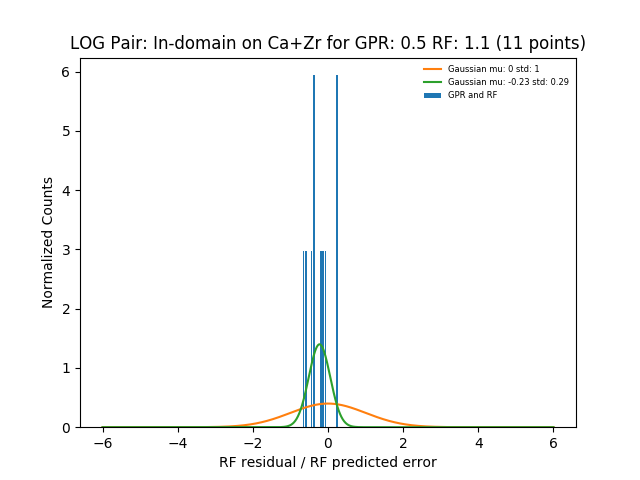 LOG Pair: In-domain on Ca+Zr for GPR: 0.5 RF: 1.1 (11 points)
Gaussian mu: 0 std: 1
Gaussian mu: -0.23 std: 0.29
GPR and RF
Normalized Counts
6
5
4
3
2
1
0
−6
−4
−2
0
2
4
6
RF residual / RF predicted error